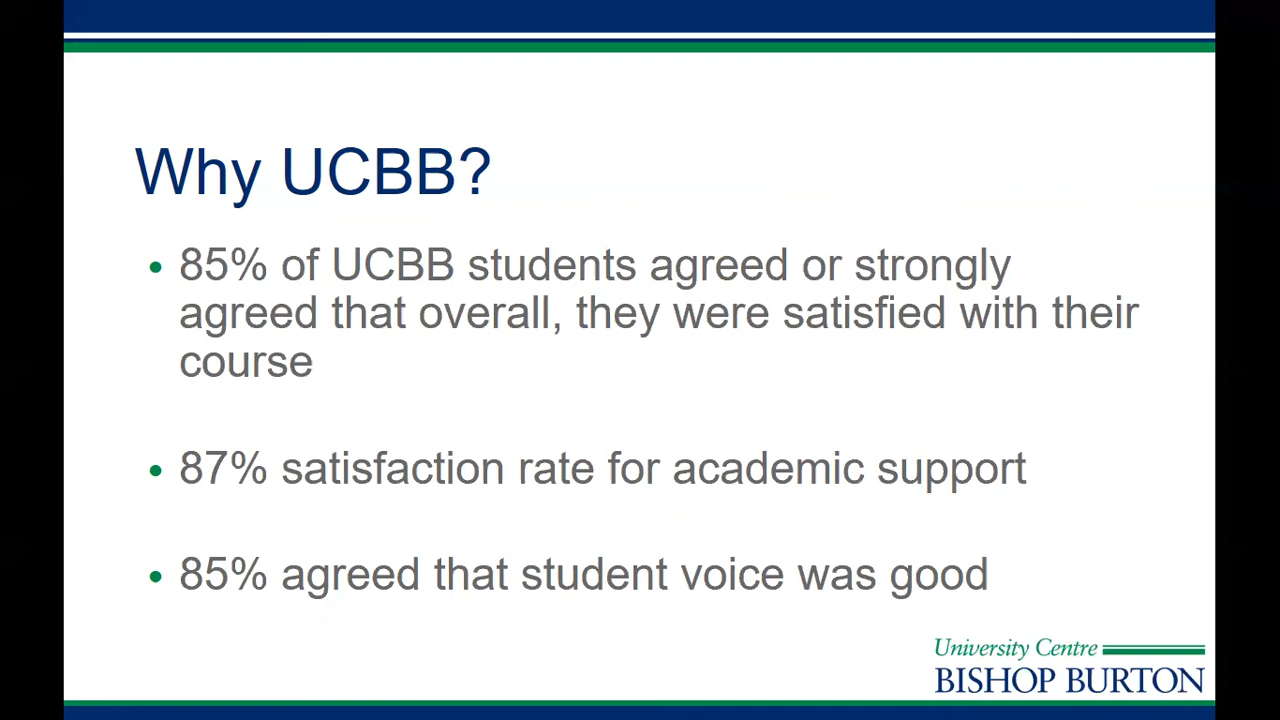 Why UCBB?
• 85% of UCBB students agreed or strongly
agreed that overall, they were satisfied with their
course
• 87% satisfaction rate for academic support
• 85% agreed that student voice was good
University Centre
BISHOP BURTON